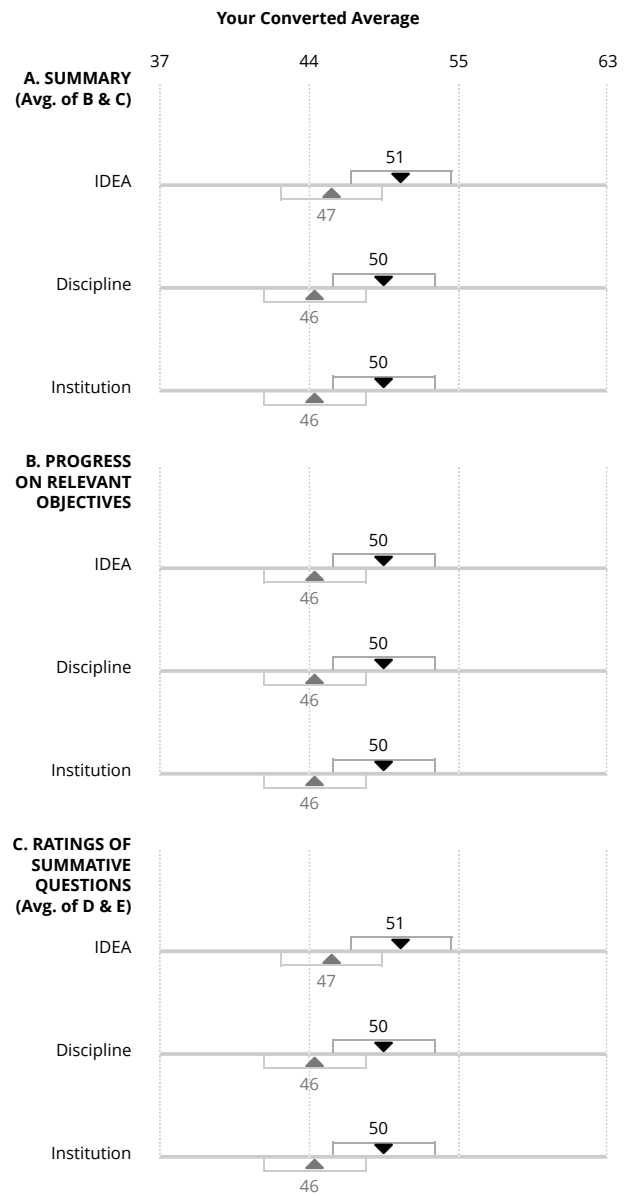 Your Converted Average
37 44 55 63
A. SUMMARY
(Avg. of B & C)
51
IDEA
47
50
Discipline
46
50
Institution
46
B. PROGRESS
ON RELEVANT
OBJECTIVES
50
IDEA
46
50
Discipline
46
50
Institution
46
C. RATINGS OF
SUMMATIVE
QUESTIONS
(Avg. of D & E)
51
IDEA
47
50
Discipline
46
50
Institution
46